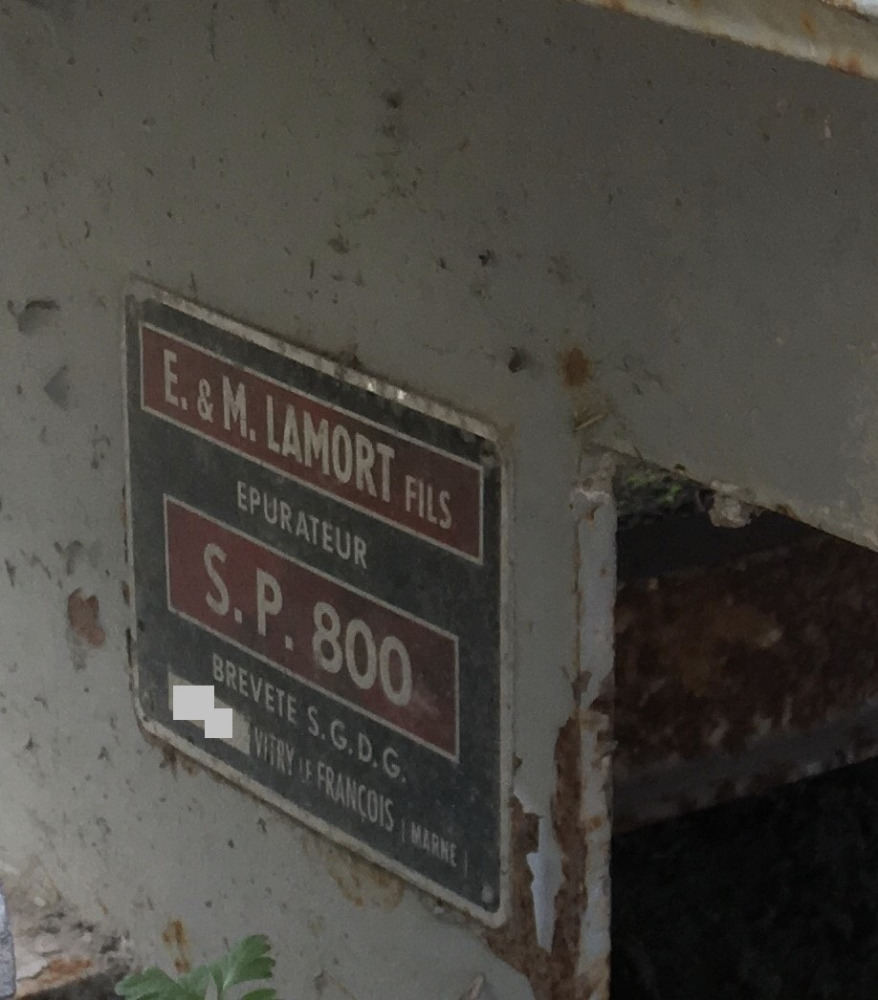 E. & M. LAMORT FILS
EPURATEUR
S. P. 800
BREVETE S.G.D.G.
VITRY LE FRANÇOIS (MARNE)